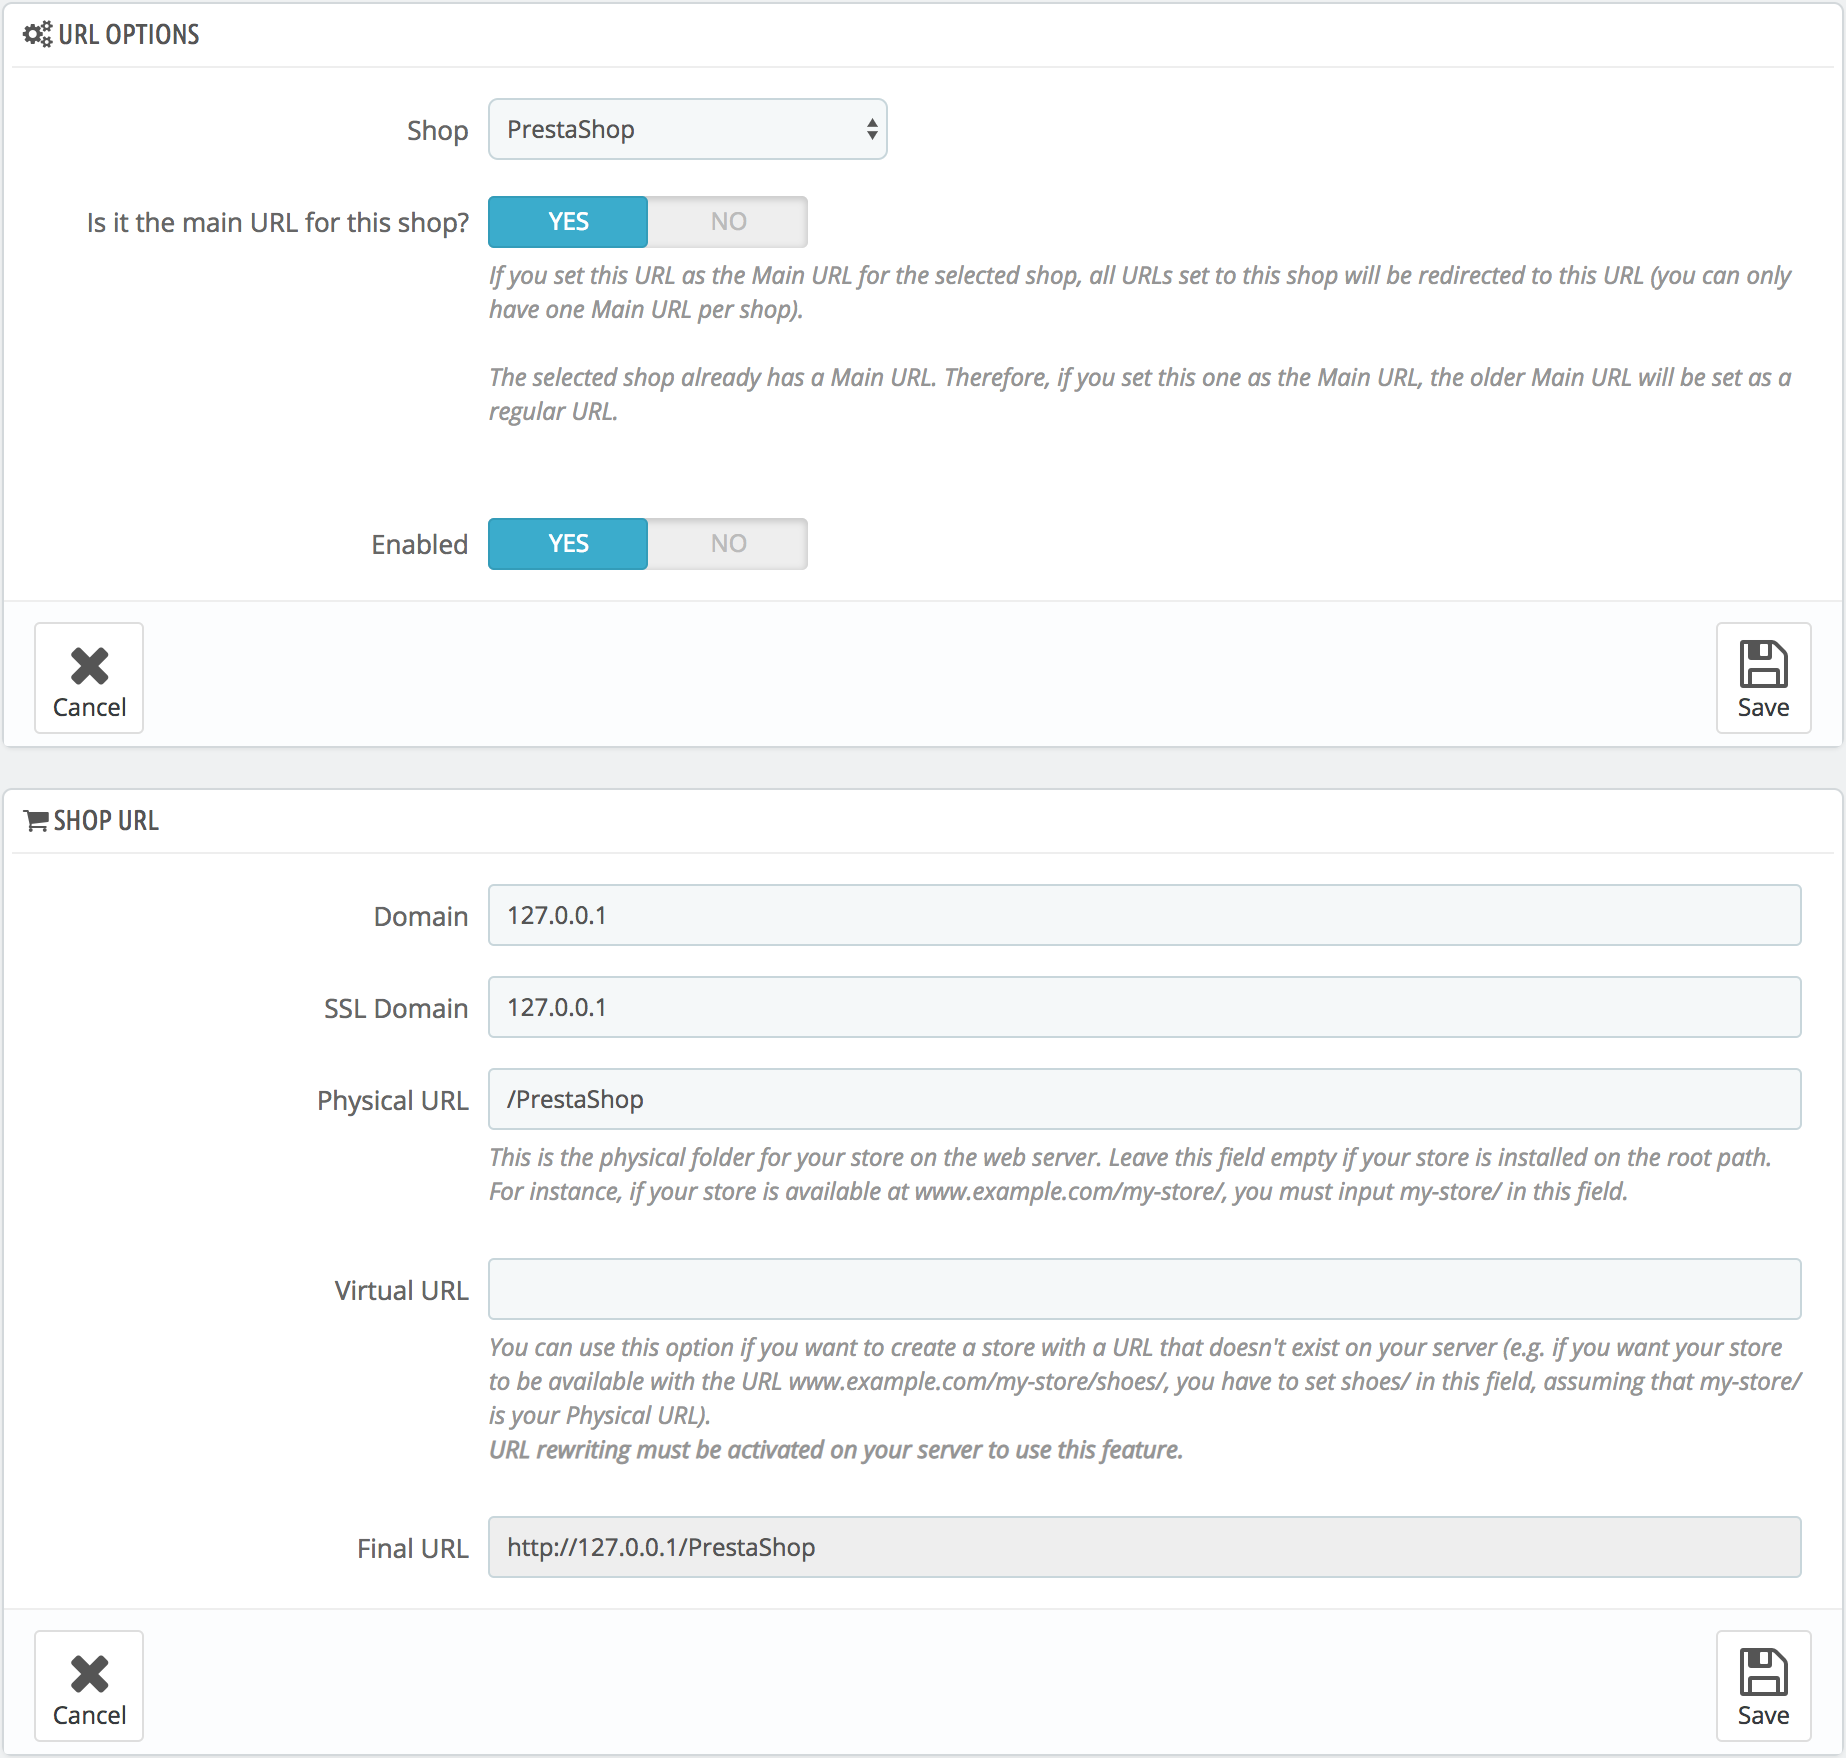 URL OPTIONS
Shop
PrestaShop
Is it the main URL for this shop?
YES
NO
If you set this URL as the Main URL for the selected shop, all URLs set to this shop will be redirected to this URL (you can only
have one Main URL per shop).
The selected shop already has a Main URL. Therefore, if you set this one as the Main URL, the older Main URL will be set as a
regular URL.
Enabled
YES
NO
Cancel
Save
SHOP URL
Domain
127.0.0.1
SSL Domain
127.0.0.1
Physical URL
/PrestaShop
This is the physical folder for your store on the web server. Leave this field empty if your store is installed on the root path.
For instance, if your store is available at www.example.com/my-store/, you must input my-store/ in this field.
Virtual URL
You can use this option if you want to create a store with a URL that doesn't exist on your server (e.g. if you want your store
to be available with the URL www.example.com/my-store/shoes/, you have to set shoes/ in this field, assuming that my-store/
is your Physical URL).
URL rewriting must be activated on your server to use this feature.
Final URL
http://127.0.0.1/PrestaShop
Cancel
Save